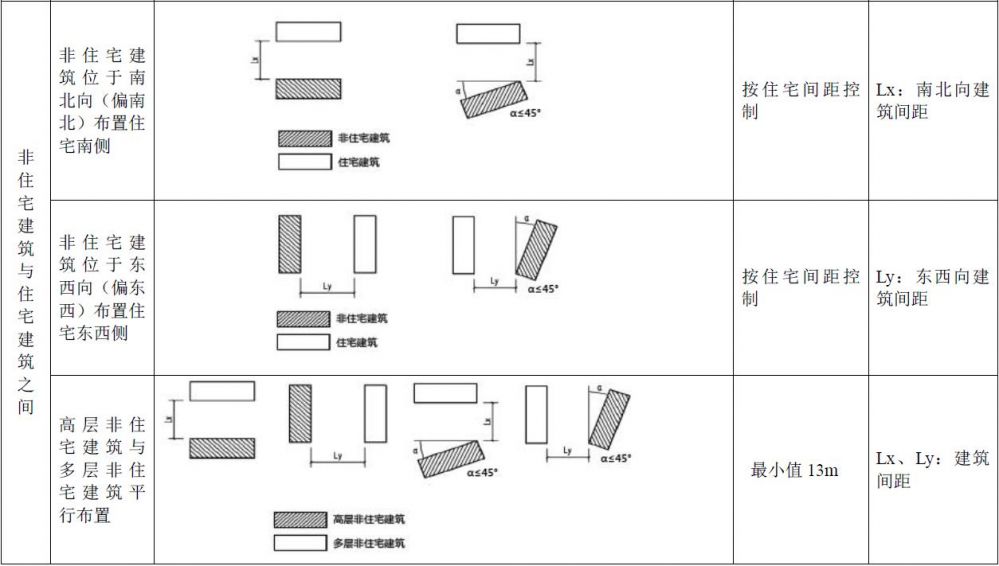 非住宅建筑与住宅建筑之间
非住宅建
筑位于南
北向（偏南
北）布置住
宅南侧
Lx
Lx
α
α≤45°
非住宅建筑
住宅建筑
按住宅间距控
制
Lx：南北向建
筑间距
非住宅建
筑位于东
西向（偏东
西）布置住
宅东西侧
Ly
Ly
α
α≤45°
非住宅建筑
住宅建筑
按住宅间距控
制
Ly：东西向建
筑间距
高层非住
宅建筑与
多层非住
宅建筑平
行布置
Lx
Ly
Lx
α
α≤45°
Ly
α
α≤45°
高层非住宅建筑
多层非住宅建筑
最小值 13m
Lx、Ly：建筑
间距